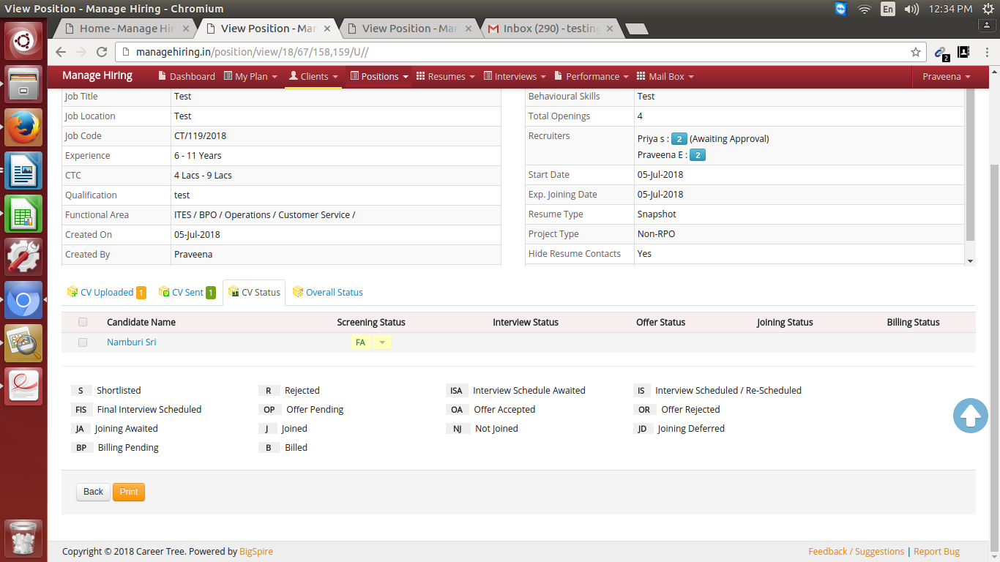 View Position - Manage Hiring - Chromium
En
12:34 PM
Home - Manage Hi
View Position - Ma
View Position - Ma
Inbox (290) - testing
managehiring.in/position/view/18/67/158,159/U//
2
Manage Hiring
Dashboard
My Plan
Clients
Positions
Resumes
Interviews
Performance
Mail Box
Praveena
Job Title Test
Job Location Test
Job Code CT/119/2018
Experience 6 - 11 Years
CTC 4 Lacs - 9 Lacs
Qualification test
Functional Area ITES / BPO / Operations / Customer Service /
Created On 05-Jul-2018
Created By Praveena
Behavioural Skills Test
Total Openings 4
Recruiters Priya s : 2 (Awaiting Approval)
Praveena E : 2
Start Date 05-Jul-2018
Exp. Joining Date 05-Jul-2018
Resume Type Snapshot
Project Type Non-RPO
Hide Resume Contacts Yes
CV Uploaded 1
CV Sent 1
CV Status
Overall Status
Candidate Name Screening Status Interview Status Offer Status Joining Status Billing Status
Namburi Sri FA
S Shortlisted R Rejected ISA Interview Schedule Awaited IS Interview Scheduled / Re-Scheduled
FIS Final Interview Scheduled OP Offer Pending OA Offer Accepted OR Offer Rejected
JA Joining Awaited J Joined NJ Not Joined JD Joining Deferred
BP Billing Pending B Billed
Back Print
Copyright © 2018 Career Tree. Powered by BigSpire
Feedback / Suggestions | Report Bug